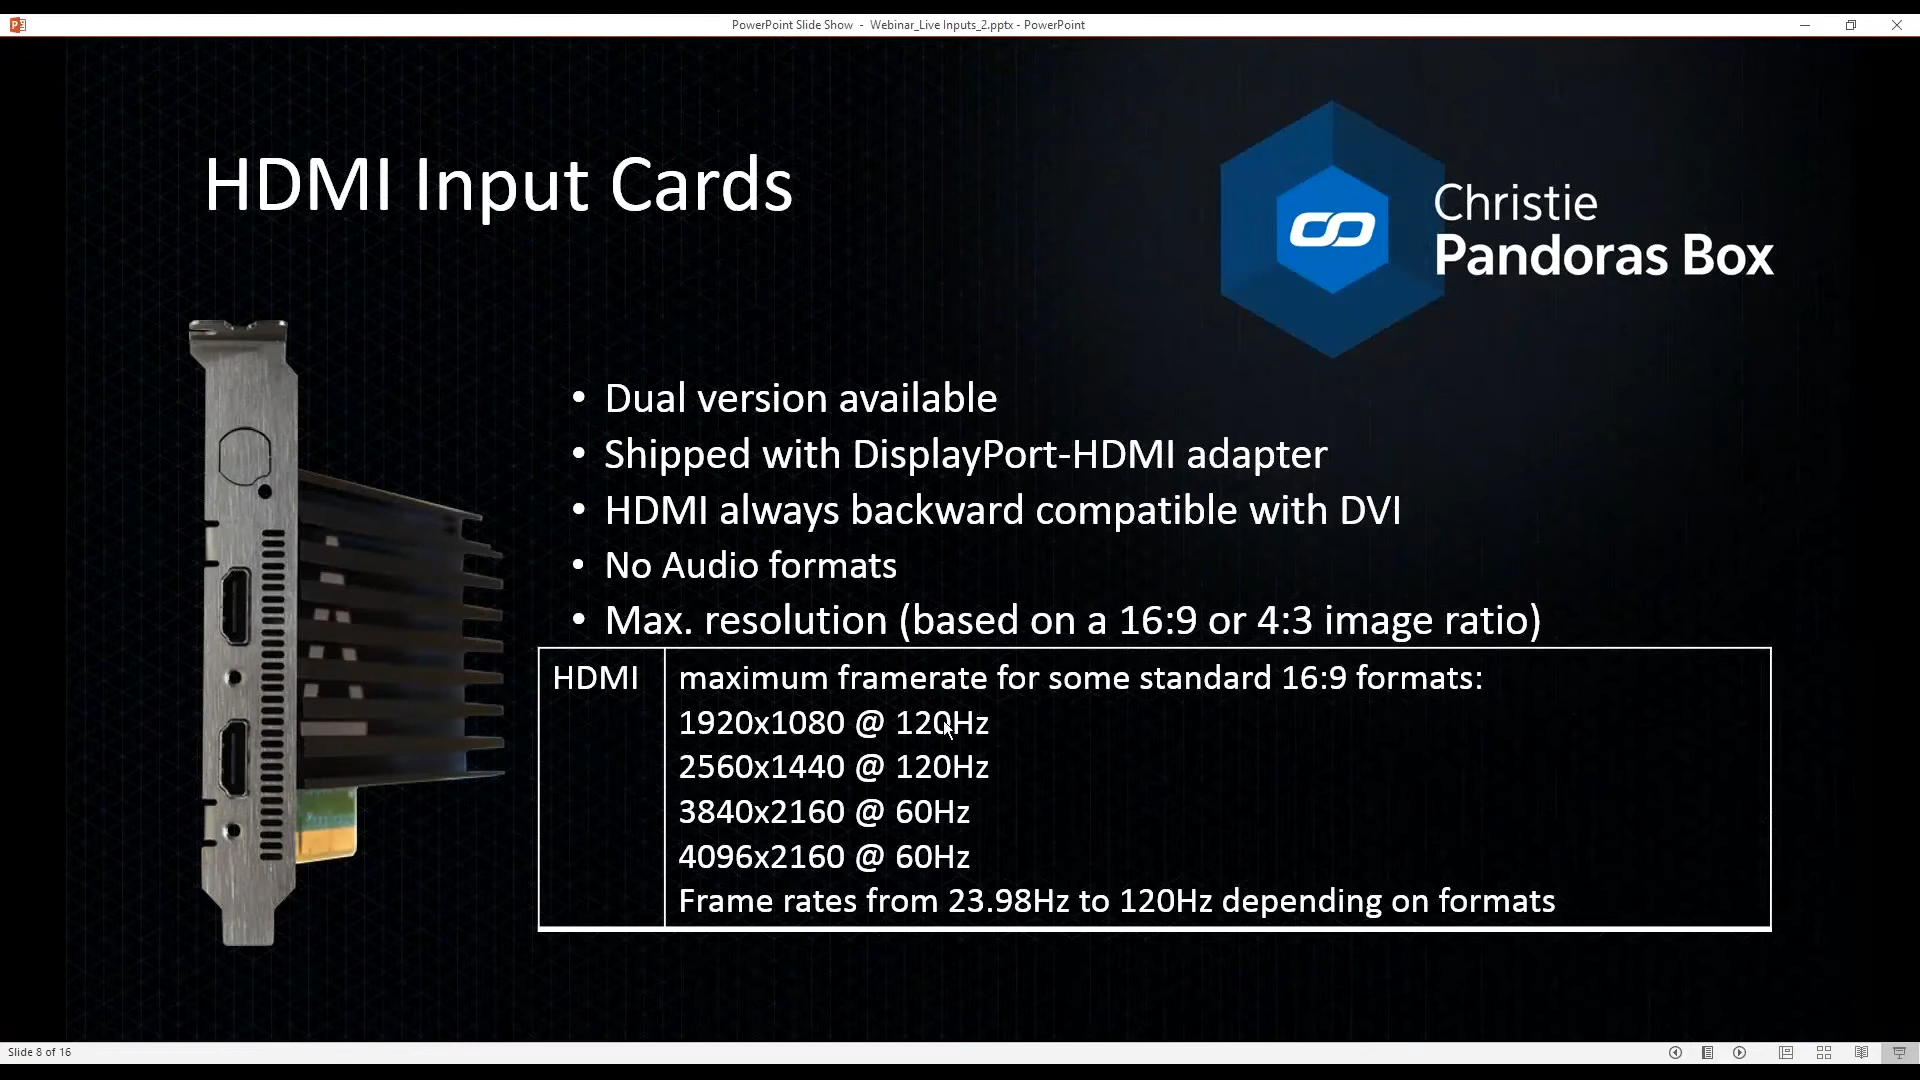 PowerPoint Slide Show - Webinar_Live Inputs_2.pptx - PowerPoint
HDMI Input Cards
Christie
Pandoras Box
• Dual version available
• Shipped with DisplayPort-HDMI adapter
• HDMI always backward compatible with DVI
• No Audio formats
• Max. resolution (based on a 16:9 or 4:3 image ratio)
HDMI
maximum framerate for some standard 16:9 formats:
1920x1080 @ 120Hz
2560x1440 @ 120Hz
3840x2160 @ 60Hz
4096x2160 @ 60Hz
Frame rates from 23.98Hz to 120Hz depending on formats
Slide 8 of 16